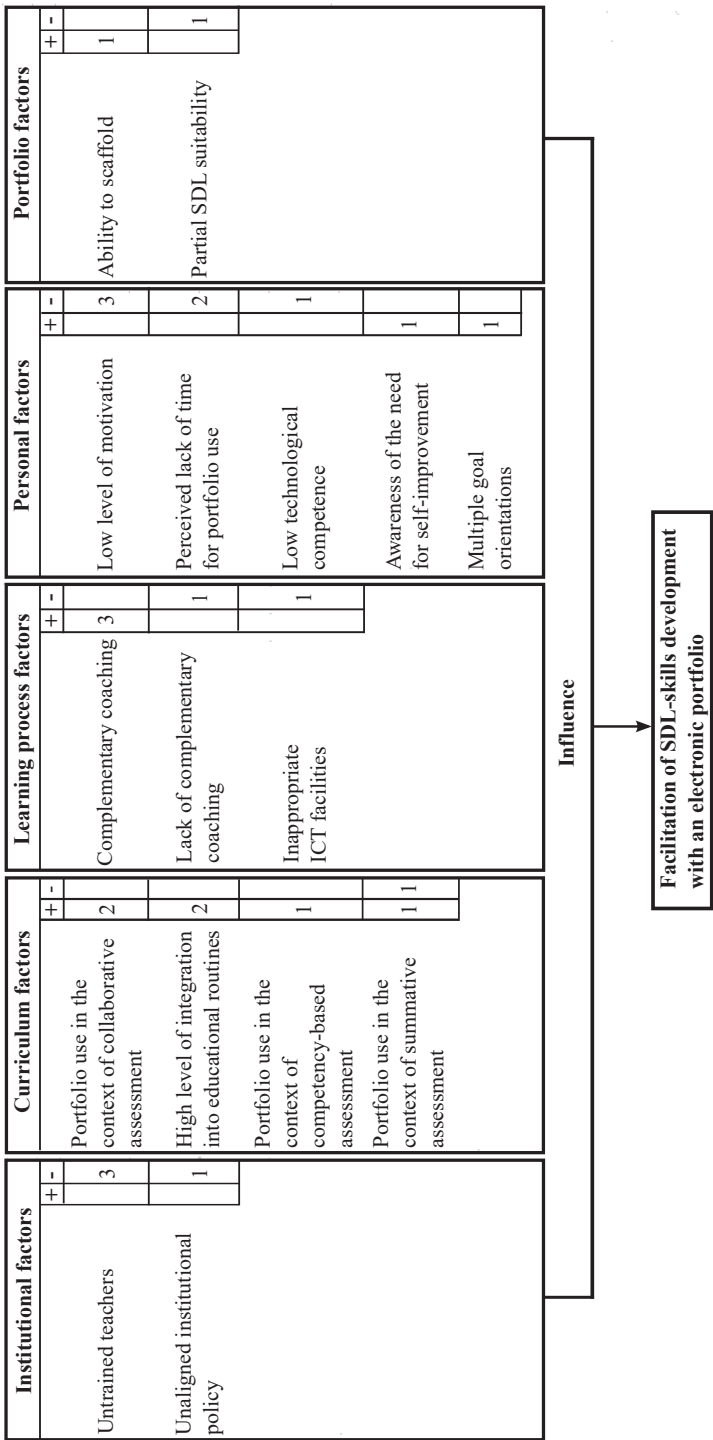 Institutional factors
+ -
Untrained teachers 3
Unaligned institutional 1
policy
Curriculum factors
+ -
Portfolio use in the 2
context of collaborative
assessment
High level of integration 2
into educational routines
Portfolio use in the 1
context of
competency-based
assessment
Portfolio use in the 1 1
context of summative
assessment
Learning process factors
+ -
Complementary coaching 3
Lack of complementary 1
coaching
Inappropriate 1
ICT facilities
Personal factors
+ -
Low level of motivation 3
Perceived lack of time 2
for portfolio use
Low technological 1
competence
Awareness of the need 1
for self-improvement
Multiple goal 1
orientations
Portfolio factors
+ -
Ability to scaffold 1
Partial SDL suitability 1
Influence
Facilitation of SDL-skills development
with an electronic portfolio